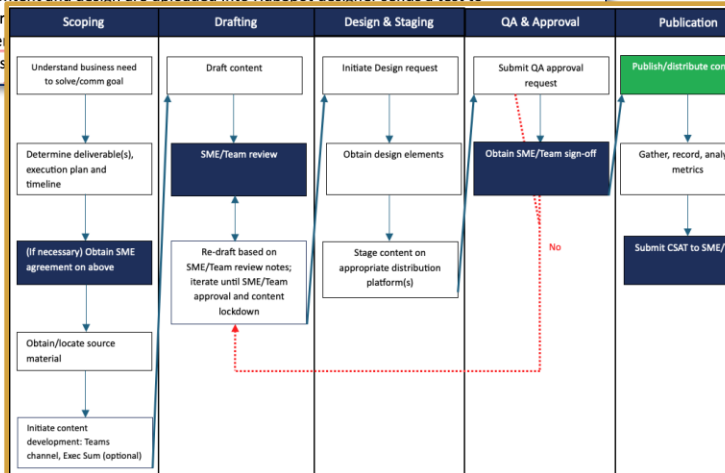 Scoping
Drafting
Design & Staging
QA & Approval
Publication
Understand business need
to solve/comm goal
Determine deliverable(s),
execution plan and
timeline
(If necessary) Obtain SME
agreement on above
Obtain/locate source
material
Initiate content
development: Teams
channel, Exec Sum (optional)
Draft content
SME/Team review
Re-draft based on
SME/Team review notes;
iterate until SME/Team
approval and content
lockdown
Initiate Design request
Obtain design elements
Stage content on
appropriate distribution
platform(s)
Submit QA approval
request
Obtain SME/Team sign-off
No
Publish/distribute con
Gather, record, analy
metrics
Submit CSAT to SME/